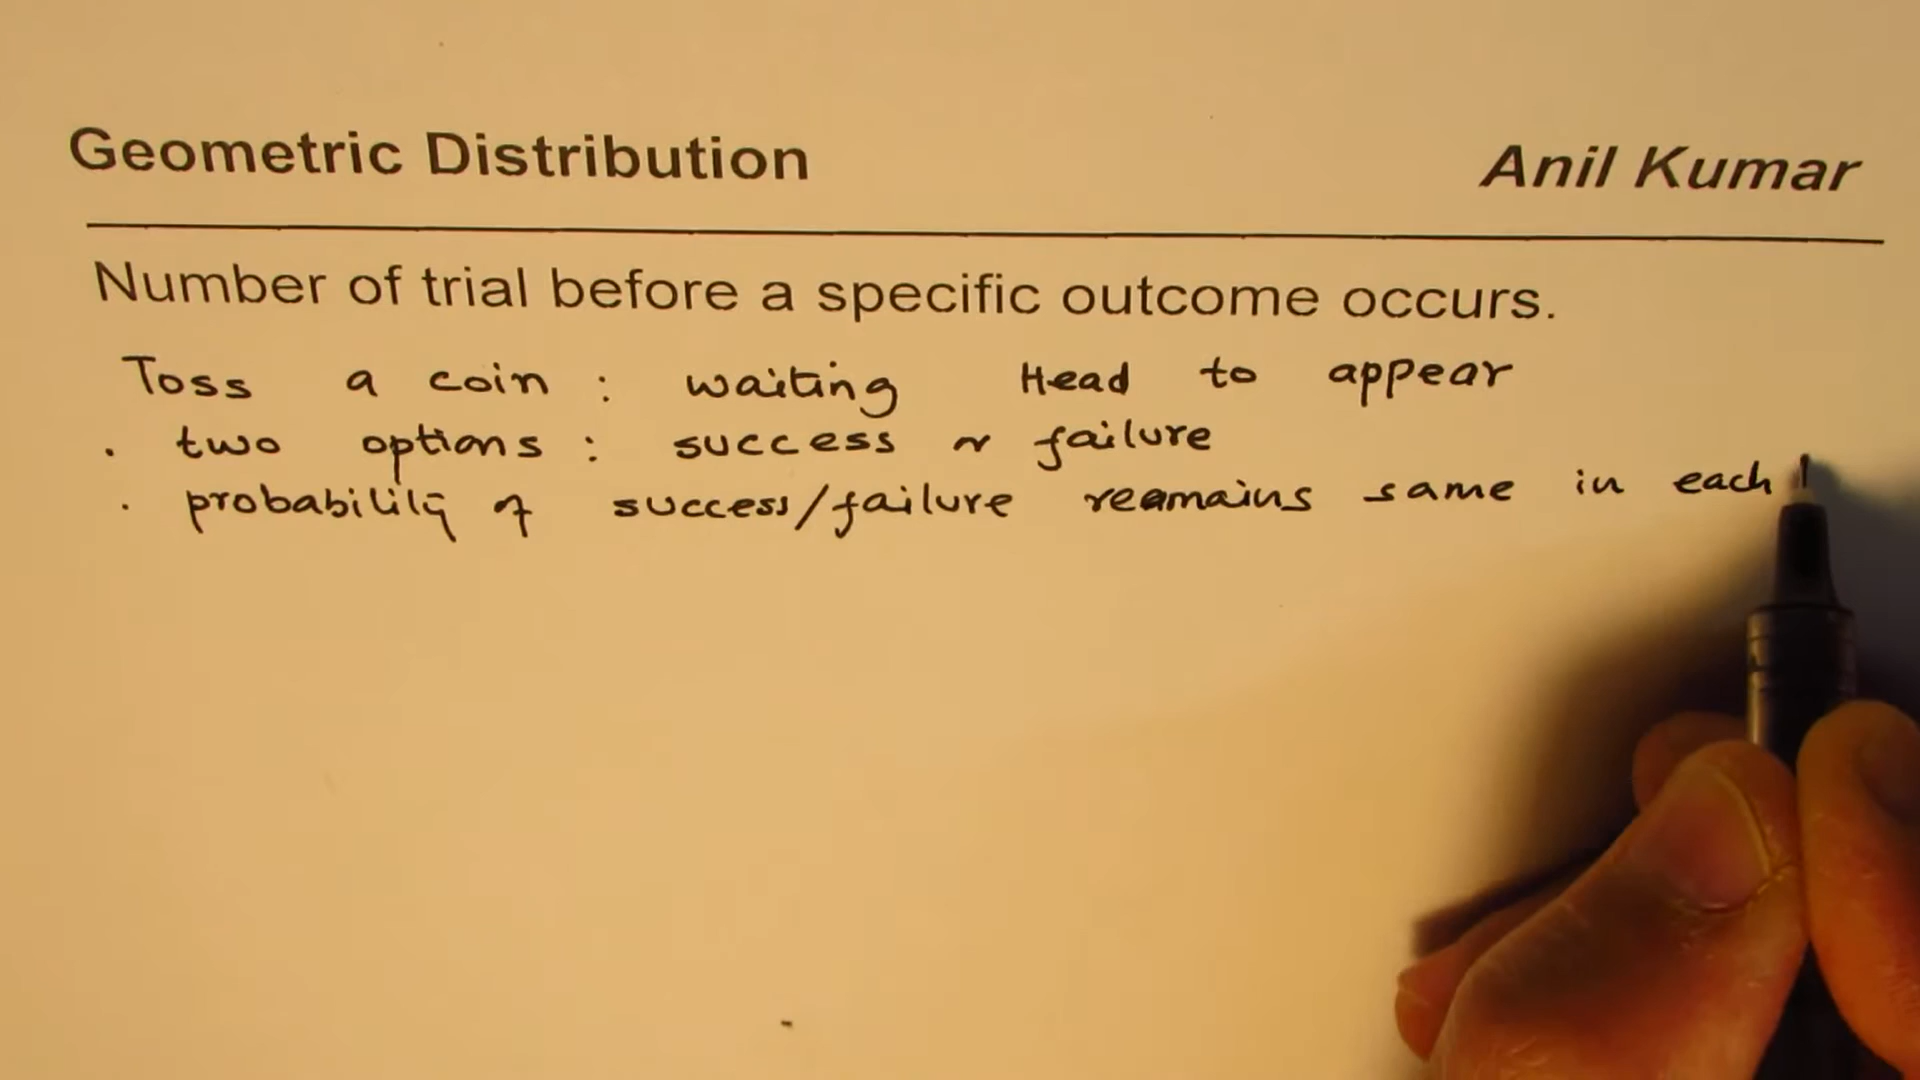 Geometric Distribution Anil Kumar
Number of trial before a specific outcome occurs.
Toss a coin : waiting Head to appear
. two options : success or failure
. probability of success/failure reamains same in each